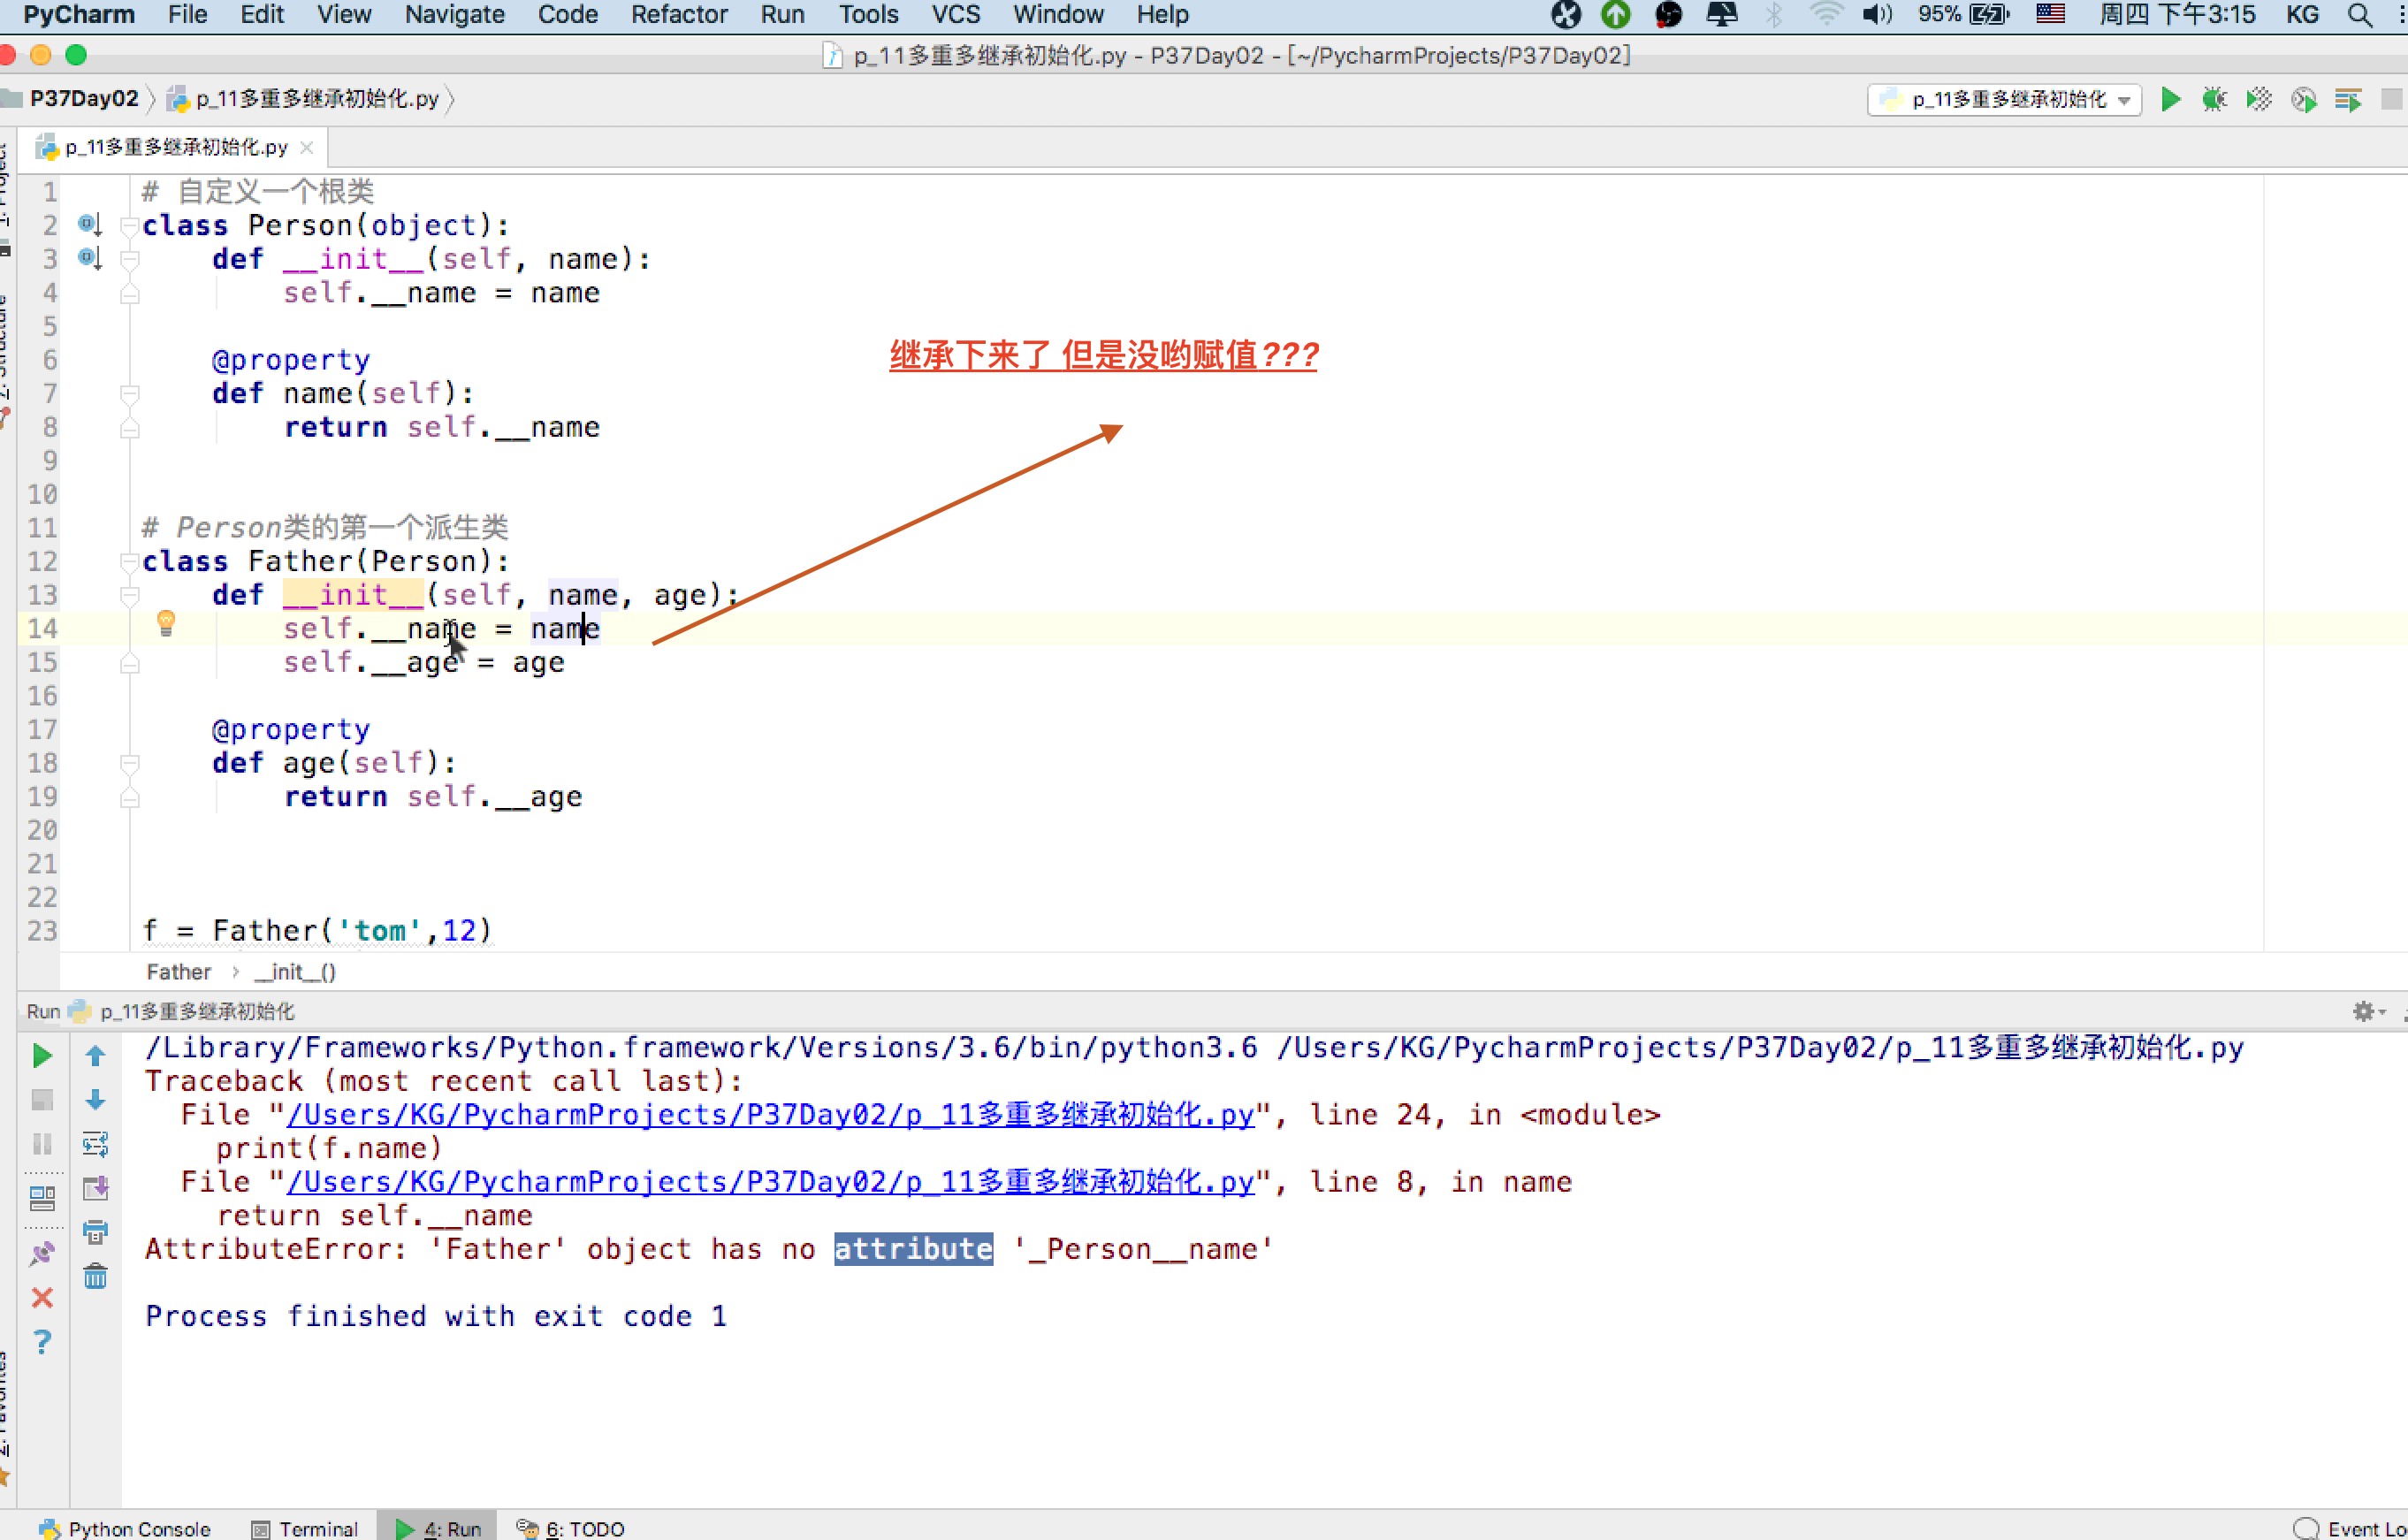 PyCharm File Edit View Navigate Code Refactor Run Tools VCS Window Help 95% 周四 下午3:15 KG
p_11多重多继承初始化.py - P37Day02 - [~/PycharmProjects/P37Day02]
P37Day02 p_11多重多继承初始化.py p_11多重多继承初始化
p_11多重多继承初始化.py
1 # 自定义一个根类
2 class Person(object):
3 def __init__(self, name):
4 self.__name = name
5
继承下来了 但是没哟赋值???
6 @property
7 def name(self):
8 return self.__name
9
10
11 # Person类的第一个派生类
12 class Father(Person):
13 def __init__(self, name, age):
14 self.__name = name
15 self.__age = age
16
17 @property
18 def age(self):
19 return self.__age
20
21
22
23 f = Father('tom',12)
Father › __init__()
Run p_11多重多继承初始化
/Library/Frameworks/Python.framework/Versions/3.6/bin/python3.6 /Users/KG/PycharmProjects/P37Day02/p_11多重多继承初始化.py
Traceback (most recent call last):
File "/Users/KG/PycharmProjects/P37Day02/p_11多重多继承初始化.py", line 24, in <module>
print(f.name)
File "/Users/KG/PycharmProjects/P37Day02/p_11多重多继承初始化.py", line 8, in name
return self.__name
AttributeError: 'Father' object has no attribute '_Person__name'
Process finished with exit code 1
Python Console Terminal 4: Run 6: TODO Event Lo